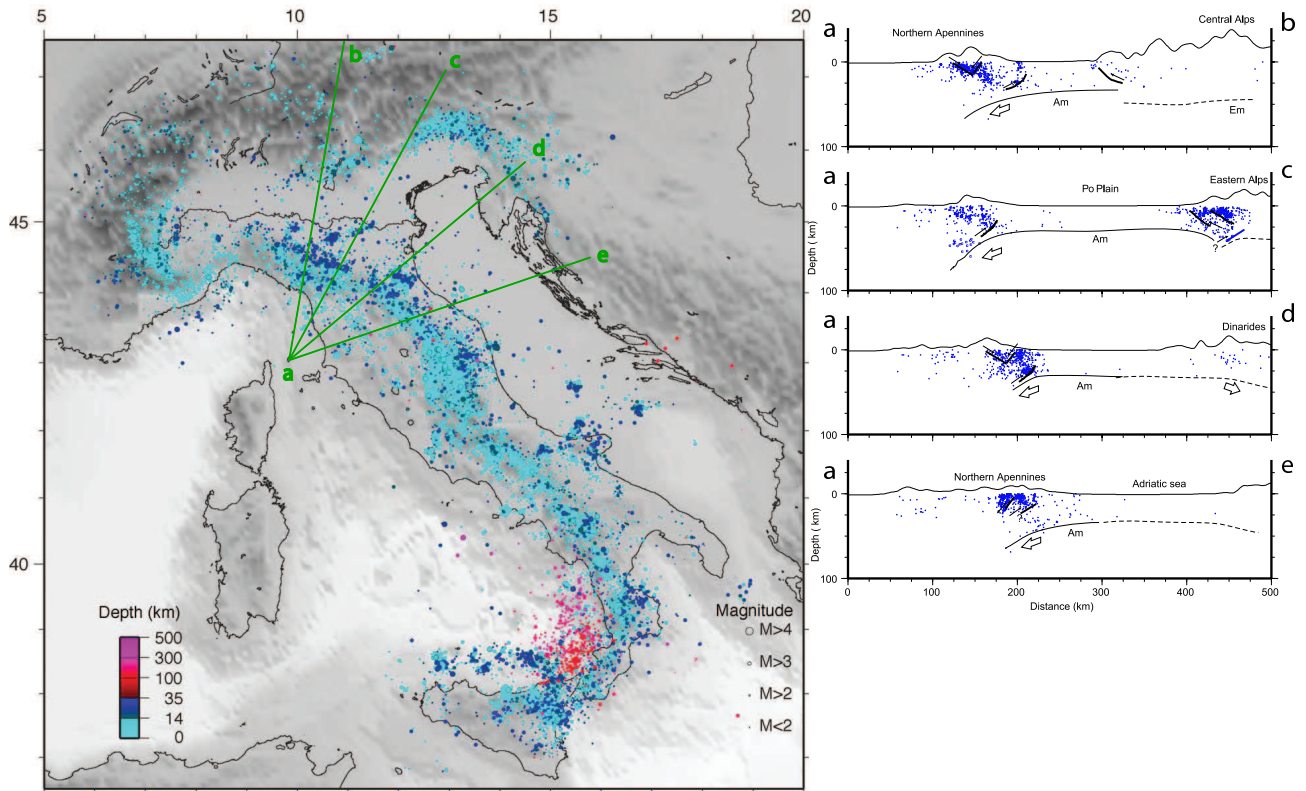 5 10 15 20
45
40
a
b
c
d
e
Depth (km)
500
300
100
35
14
0
Magnitude
M>4
M>3
M>2
M<2
a Northern Apennines Central Alps b
0
Am
Em
100
a Po Plain Eastern Alps c
0
Am
?
Depth ( km)
100
a Dinarides d
0
Am
100
a Northern Apennines Adriatic sea e
0
Am
Depth ( km)
100
0 100 200 300 400 500
Distance (km)